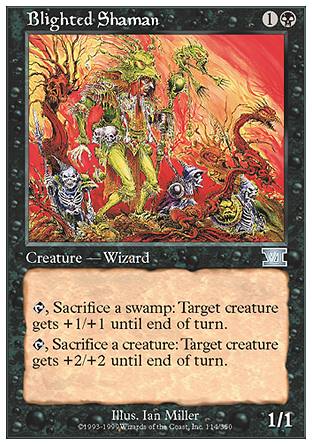 Blighted Shaman 1
Creature — Wizard VI
, Sacrifice a swamp: Target creature
gets +1/+1 until end of turn.
, Sacrifice a creature: Target creature
gets +2/+2 until end of turn.
Illus. Ian Miller
©1993-1999 Wizards of the Coast, Inc. 114/350
1/1